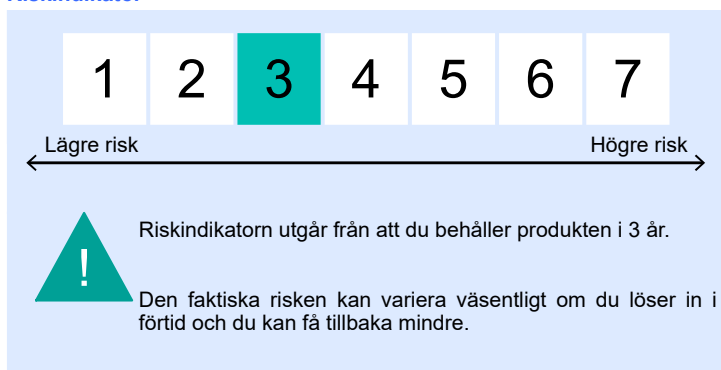 Riskindikator
1 2 3 4 5 6 7
Lägre risk Högre risk
!
Riskindikatorn utgår från att du behåller produkten i 3 år.
Den faktiska risken kan variera väsentligt om du löser in i
förtid och du kan få tillbaka mindre.